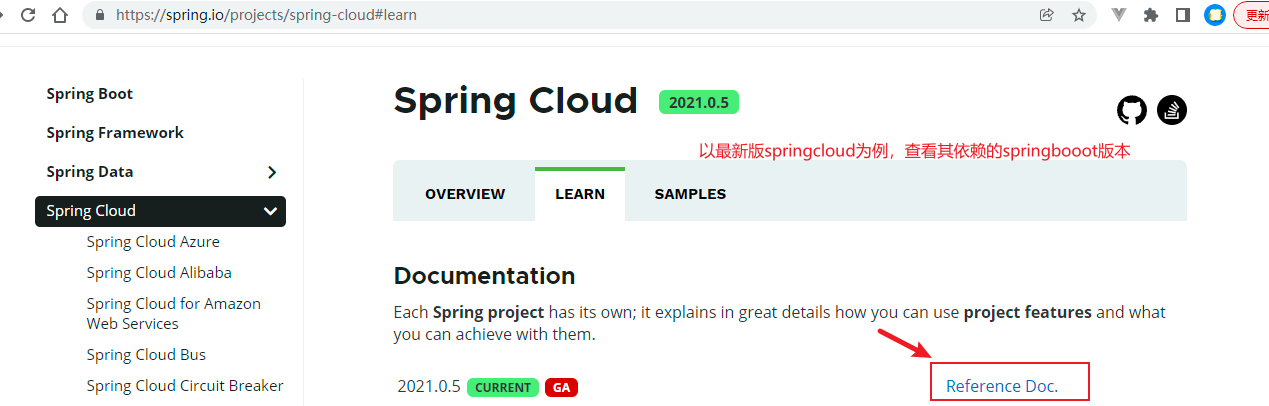 https://spring.io/projects/spring-cloud#learn
更新
Spring Boot
Spring Framework
Spring Data
Spring Cloud
Spring Cloud Azure
Spring Cloud Alibaba
Spring Cloud for Amazon
Web Services
Spring Cloud Bus
Spring Cloud Circuit Breaker
Spring Cloud 2021.0.5
以最新版springcloud为例，查看其依赖的springbooot版本
OVERVIEW LEARN SAMPLES
Documentation
Each Spring project has its own; it explains in great details how you can use project features and what
you can achieve with them.
2021.0.5 CURRENT GA Reference Doc.